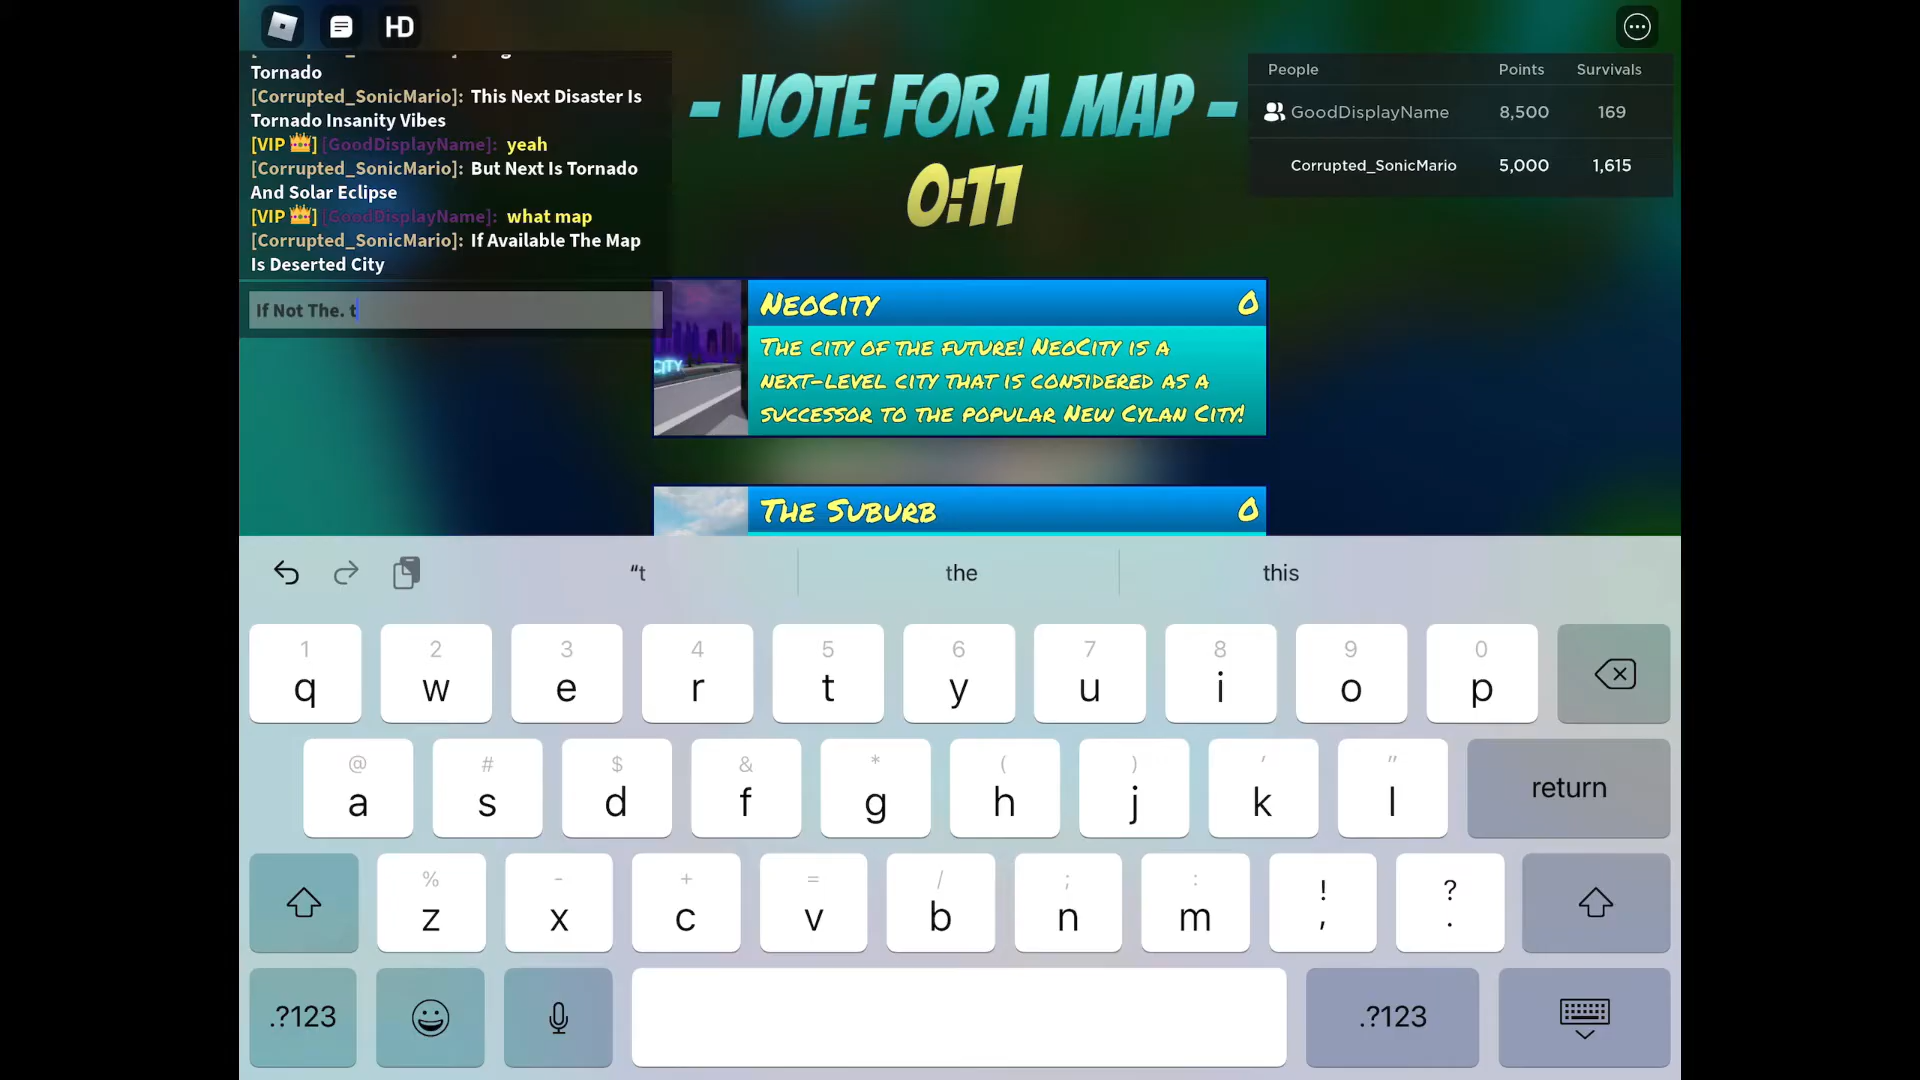 HD
Tornado
[Corrupted_SonicMario]: This Next Disaster Is
Tornado Insanity Vibes
[VIP 👑] [GoodDisplayName]: yeah
[Corrupted_SonicMario]: But Next Is Tornado
And Solar Eclipse
[VIP 👑] [GoodDisplayName]: what map
[Corrupted_SonicMario]: If Available The Map
Is Deserted City
If Not The. t
- VOTE FOR A MAP -
0:11
People Points Survivals
GoodDisplayName 8,500 169
Corrupted_SonicMario 5,000 1,615
CITY
NeoCity 0
The city of the future! NeoCity is a
next-level city that is considered as a
successor to the popular New Cylan City!
The Suburb 0
“t the this
1 2 3 4 5 6 7 8 9 0
q w e r t y u i o p
@ # $ & * ( ) ' "
a s d f g h j k l return
% - + = / ; : ! ?
z x c v b n m , .
.?123 .?123